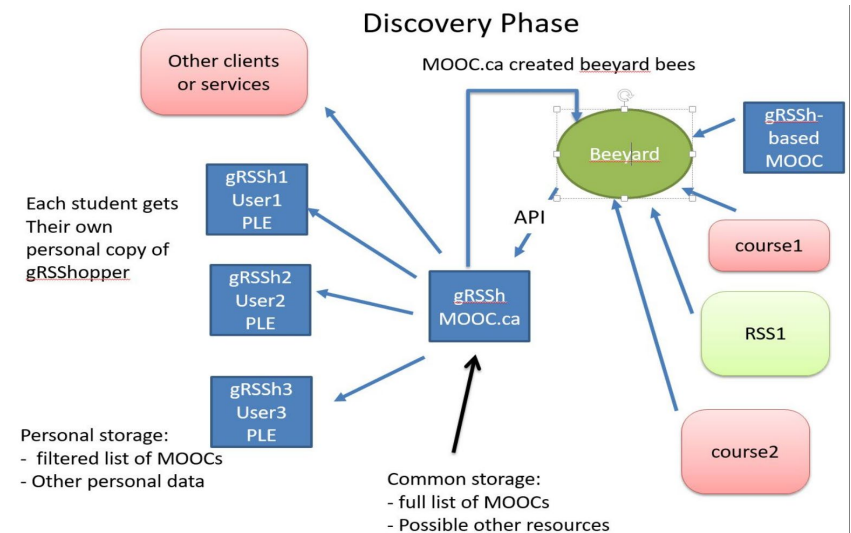 Discovery Phase
Other clients
or services
MOOC.ca created beeyard bees
Beeyard
gRSSh-
based
MOOC
gRSSh1
User1
PLE
Each student gets
Their own
personal copy of
gRSShopper
API
course1
gRSSh2
User2
PLE
gRSSh
MOOC.ca
RSS1
gRSSh3
User3
PLE
Personal storage:
- filtered list of MOOCs
- Other personal data
course2
Common storage:
- full list of MOOCs
- Possible other resources